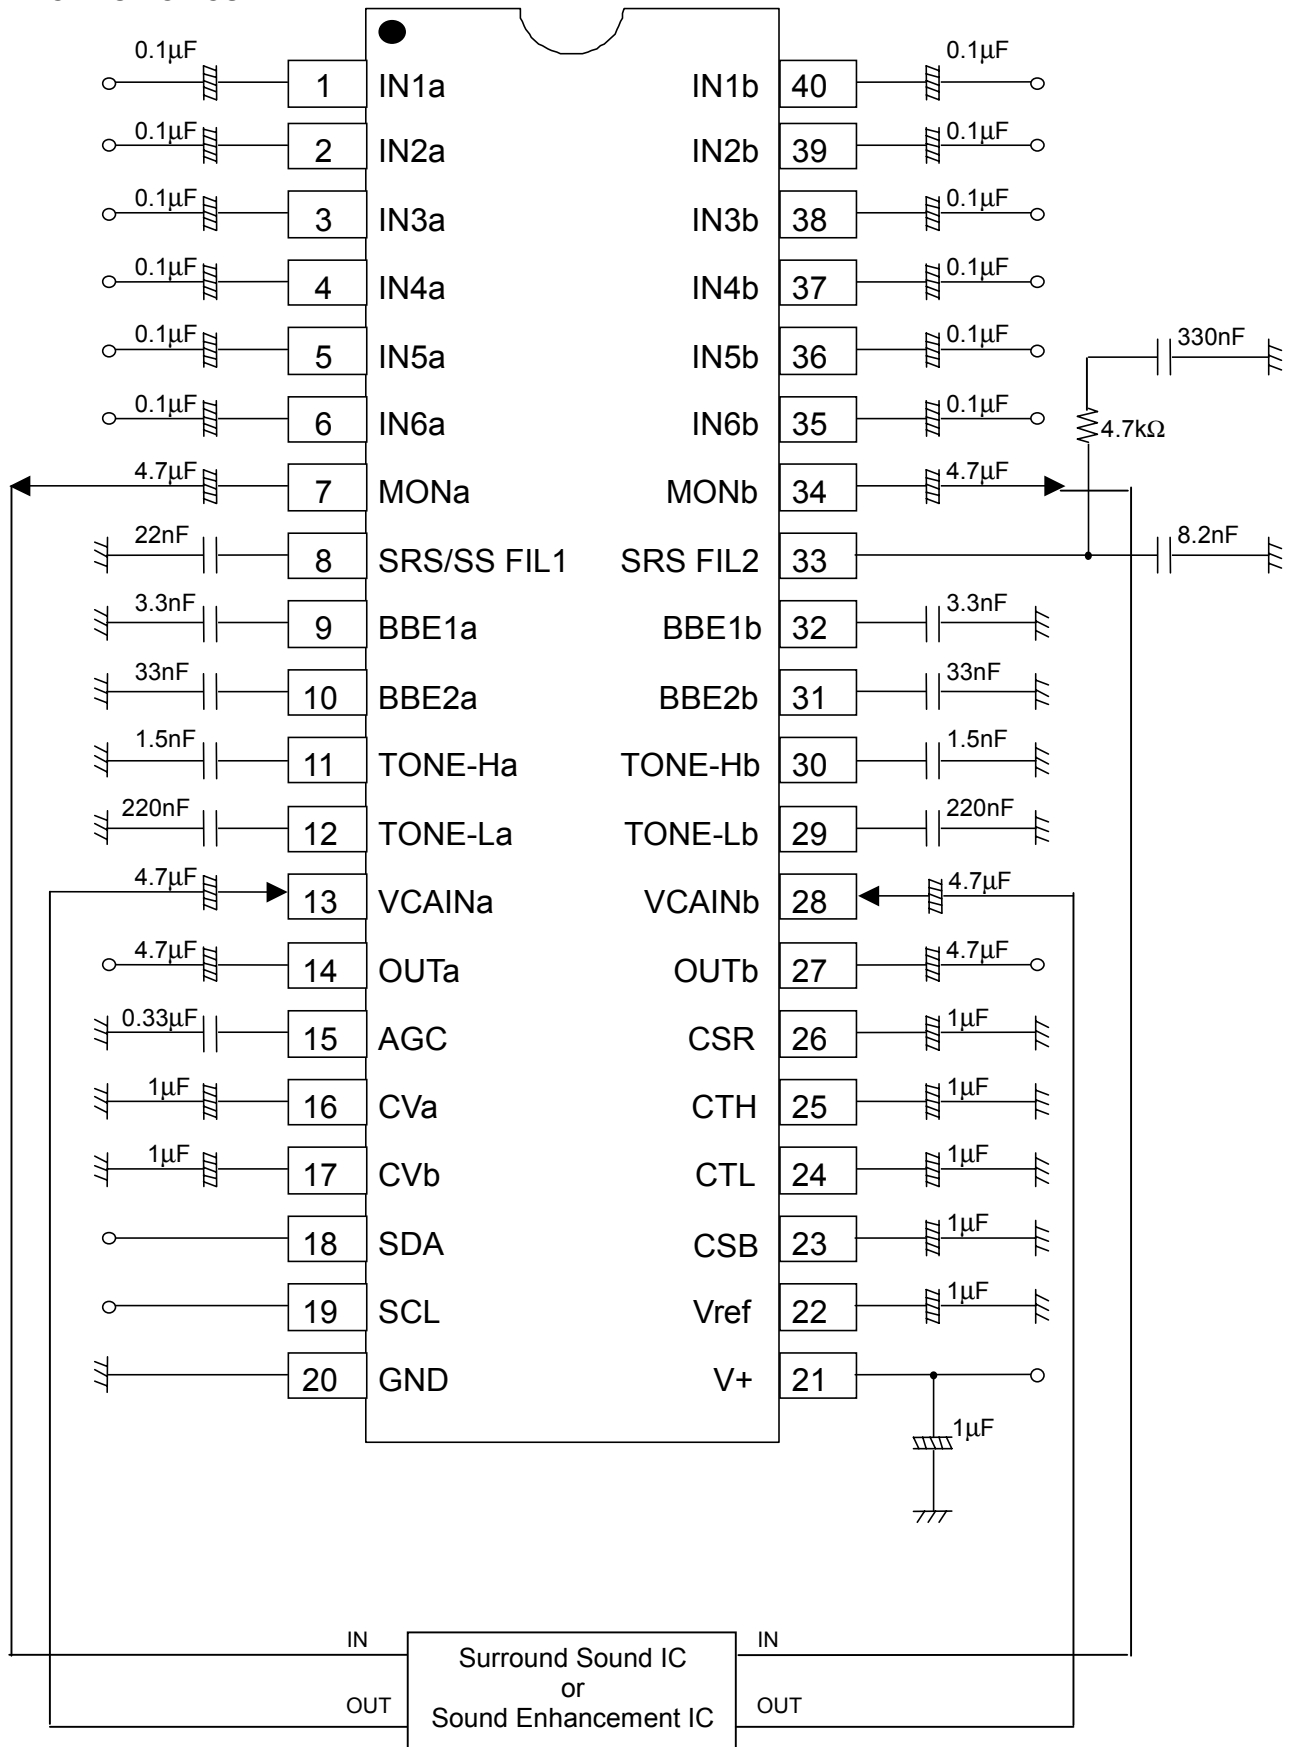 0.1µF 1 IN1a IN1b 40 0.1µF
0.1µF 2 IN2a IN2b 39 0.1µF
0.1µF 3 IN3a IN3b 38 0.1µF
0.1µF 4 IN4a IN4b 37 0.1µF
0.1µF 5 IN5a IN5b 36 0.1µF 330nF
0.1µF 6 IN6a IN6b 35 0.1µF 4.7kΩ
4.7µF 7 MONa MONb 34 4.7µF
22nF 8 SRS/SS FIL1 SRS FIL2 33 8.2nF
3.3nF 9 BBE1a BBE1b 32 3.3nF
33nF 10 BBE2a BBE2b 31 33nF
1.5nF 11 TONE-Ha TONE-Hb 30 1.5nF
220nF 12 TONE-La TONE-Lb 29 220nF
4.7µF 13 VCAINa VCAINb 28 4.7µF
4.7µF 14 OUTa OUTb 27 4.7µF
0.33µF 15 AGC CSR 26 1µF
1µF 16 CVa CTH 25 1µF
1µF 17 CVb CTL 24 1µF
18 SDA CSB 23 1µF
19 SCL Vref 22 1µF
20 GND V+ 21
1µF
IN Surround Sound IC IN
or
OUT Sound Enhancement IC OUT